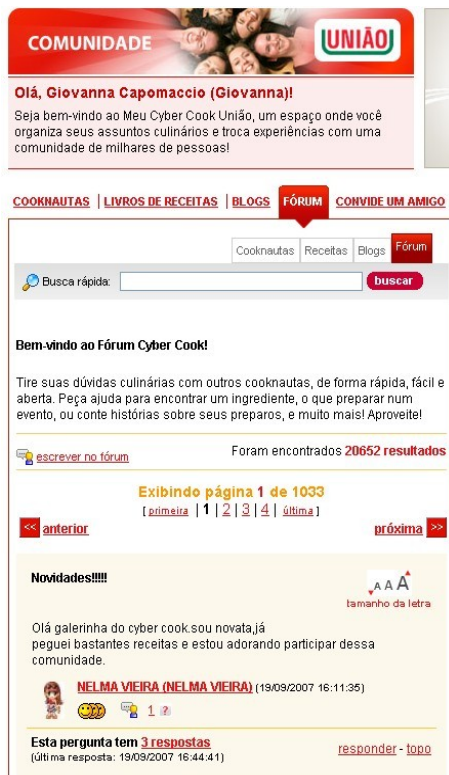 COMUNIDADE
UNIÃO
Olá, Giovanna Capomaccio (Giovanna)!
Seja bem-vindo ao Meu Cyber Cook União, um espaço onde você
organiza seus assuntos culinários e troca experiências com uma
comunidade de milhares de pessoas!
COOKNAUTAS | LIVROS DE RECEITAS | BLOGS FÓRUM CONVIDE UM AMIGO
Cooknautas Receitas Blogs Fórum
Busca rápida: buscar
Bem-vindo ao Fórum Cyber Cook!
Tire suas dúvidas culinárias com outros cooknautas, de forma rápida, fácil e
aberta. Peça ajuda para encontrar um ingrediente, o que preparar num
evento, ou conte histórias sobre seus preparos, e muito mais! Aproveite!
escrever no fórum Foram encontrados 20652 resultados
Exibindo página 1 de 1033
[ primeira | 1 | 2 | 3 | 4 | última ]
<< anterior próxima >>
Novidades!!!!!
A A A
tamanho da letra
Olá galerinha do cyber cook.sou novata,já
peguei bastantes receitas e estou adorando participar dessa
comunidade.
NELMA VIEIRA (NELMA VIEIRA) (19/09/2007 16:11:35)
1 ?
Esta pergunta tem 3 respostas
(última resposta: 19/09/2007 16:44:41) responder - topo